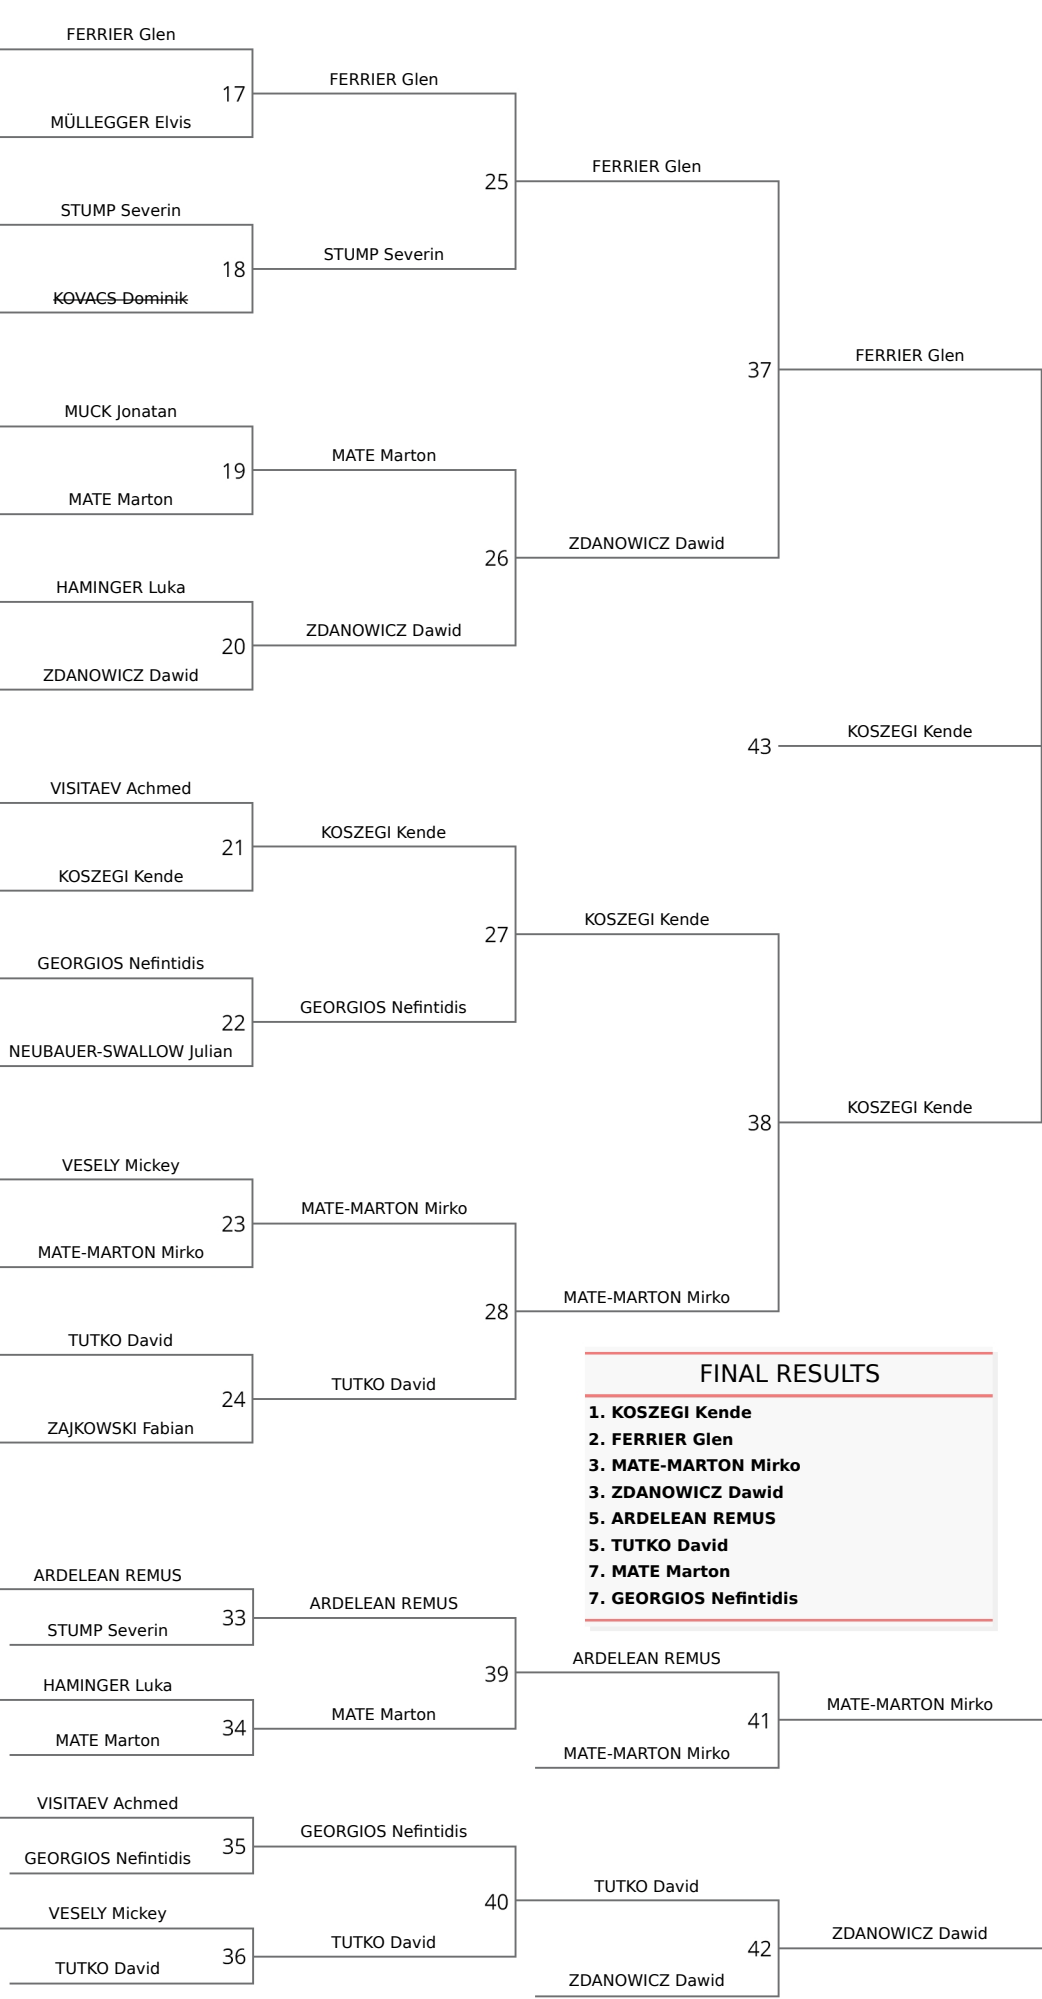 FERRIER Glen
17
FERRIER Glen
MÜLLEGGER Elvis
25
FERRIER Glen
STUMP Severin
18
STUMP Severin
KOVACS Dominik
37
FERRIER Glen
MUCK Jonatan
19
MATE Marton
MATE Marton
26
ZDANOWICZ Dawid
HAMINGER Luka
20
ZDANOWICZ Dawid
ZDANOWICZ Dawid
43
KOSZEGI Kende
VISITAEV Achmed
21
KOSZEGI Kende
KOSZEGI Kende
27
KOSZEGI Kende
GEORGIOS Nefintidis
22
GEORGIOS Nefintidis
NEUBAUER-SWALLOW Julian
38
KOSZEGI Kende
VESELY Mickey
23
MATE-MARTON Mirko
MATE-MARTON Mirko
28
MATE-MARTON Mirko
TUTKO David
24
TUTKO David
ZAJKOWSKI Fabian
FINAL RESULTS
1. KOSZEGI Kende
2. FERRIER Glen
3. MATE-MARTON Mirko
3. ZDANOWICZ Dawid
5. ARDELEAN REMUS
5. TUTKO David
7. MATE Marton
7. GEORGIOS Nefintidis
ARDELEAN REMUS
33
ARDELEAN REMUS
STUMP Severin
39
ARDELEAN REMUS
HAMINGER Luka
34
MATE Marton
MATE Marton
41
MATE-MARTON Mirko
MATE-MARTON Mirko
VISITAEV Achmed
35
GEORGIOS Nefintidis
GEORGIOS Nefintidis
40
TUTKO David
VESELY Mickey
36
TUTKO David
TUTKO David
42
ZDANOWICZ Dawid
ZDANOWICZ Dawid